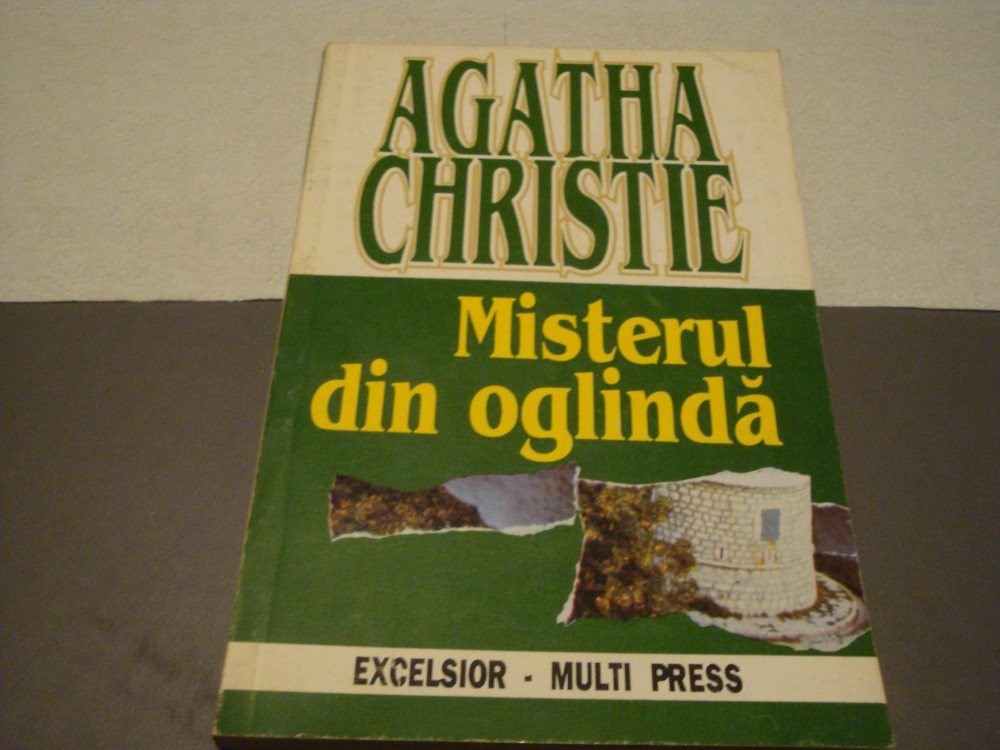 AGATHA
CHRISTIE
Misterul
din oglindă
EXCELSIOR - MULTI PRESS